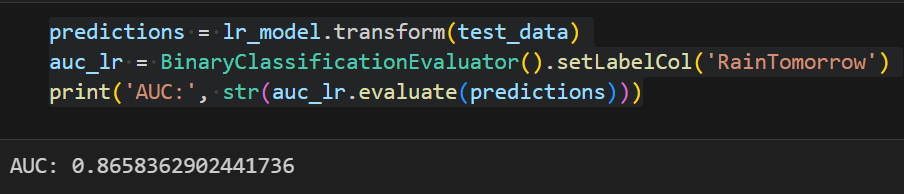 predictions = lr_model.transform(test_data)
auc_lr = BinaryClassificationEvaluator().setLabelCol('RainTomorrow')
print('AUC:', str(auc_lr.evaluate(predictions)))
AUC: 0.8658362902441736